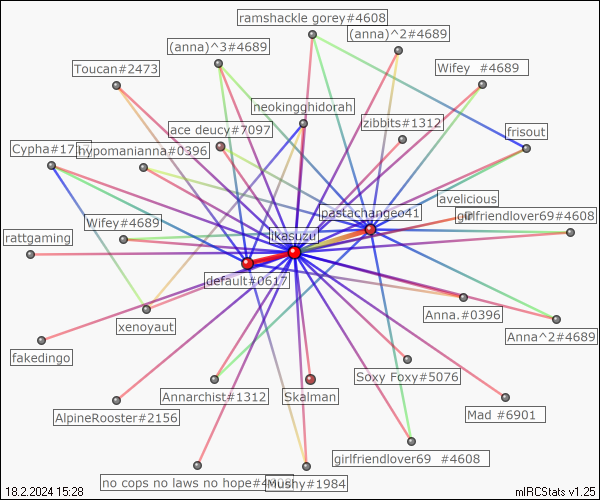 ramshackle gorey#4608
(anna)^2#4689
(anna)^3#4689
Toucan#2473
Wifey #4689
neokingghidorah
zibbits#1312
ace deucy#7097
frisout
Cypha#17
hypomanianna#0396
avelicious
pastachangeo41
girlfriendlover69#4608
Wifey#4689
ikasuzu
rattgaming
default#0617
xenoyaut
Anna.#0396
Anna^2#4689
fakedingo
Soxy Foxy#5076
Annarchist#1312
Skalman
Mad #6901
AlpineRooster#2156
girlfriendlover69 #4608
no cops no laws no hope
Hushy#1984
18.2.2024 15:28
mIRCStats v1.25